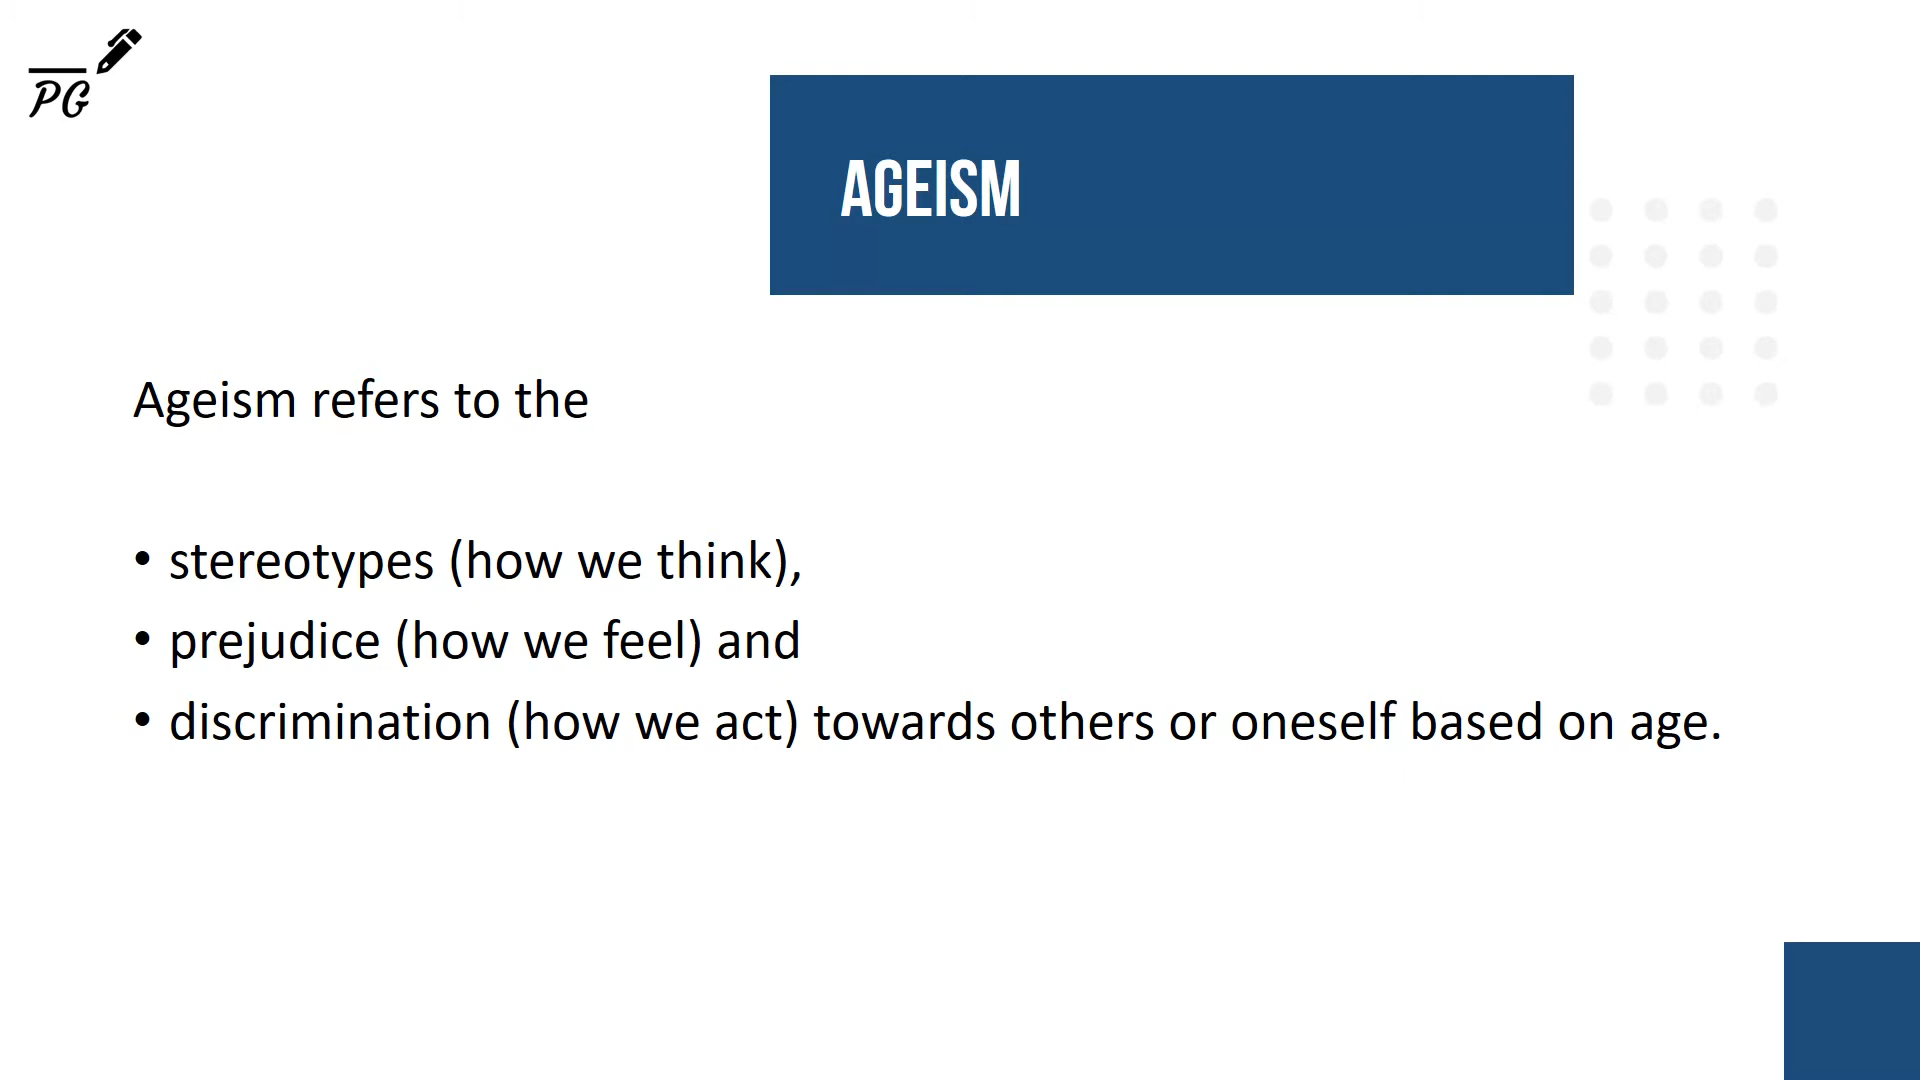 PG
AGEISM
Ageism refers to the
• stereotypes (how we think),
• prejudice (how we feel) and
• discrimination (how we act) towards others or oneself based on age.